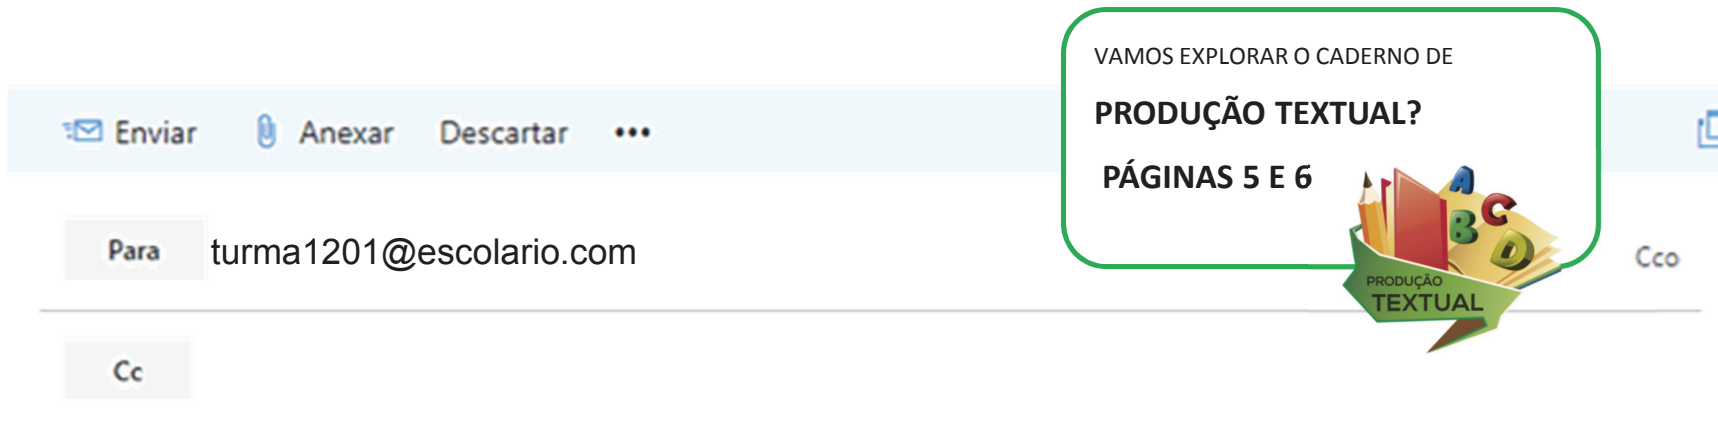 VAMOS EXPLORAR O CADERNO DE
PRODUÇÃO TEXTUAL?
PÁGINAS 5 E 6
Enviar Anexar Descartar •••
Para turma1201@escolario.com Cco
Cc
A B C D
PRODUÇÃO
TEXTUAL